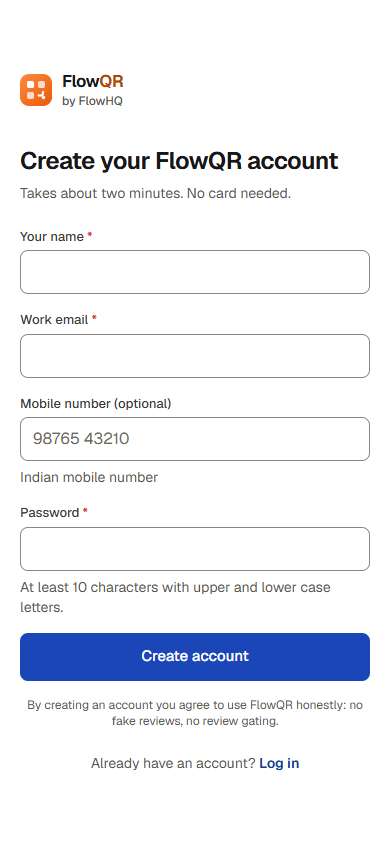 FlowQR
by FlowHQ
Create your FlowQR account
Takes about two minutes. No card needed.
Your name *
Work email *
Mobile number (optional)
98765 43210
Indian mobile number
Password *
At least 10 characters with upper and lower case
letters.
Create account
By creating an account you agree to use FlowQR honestly: no
fake reviews, no review gating.
Already have an account? Log in